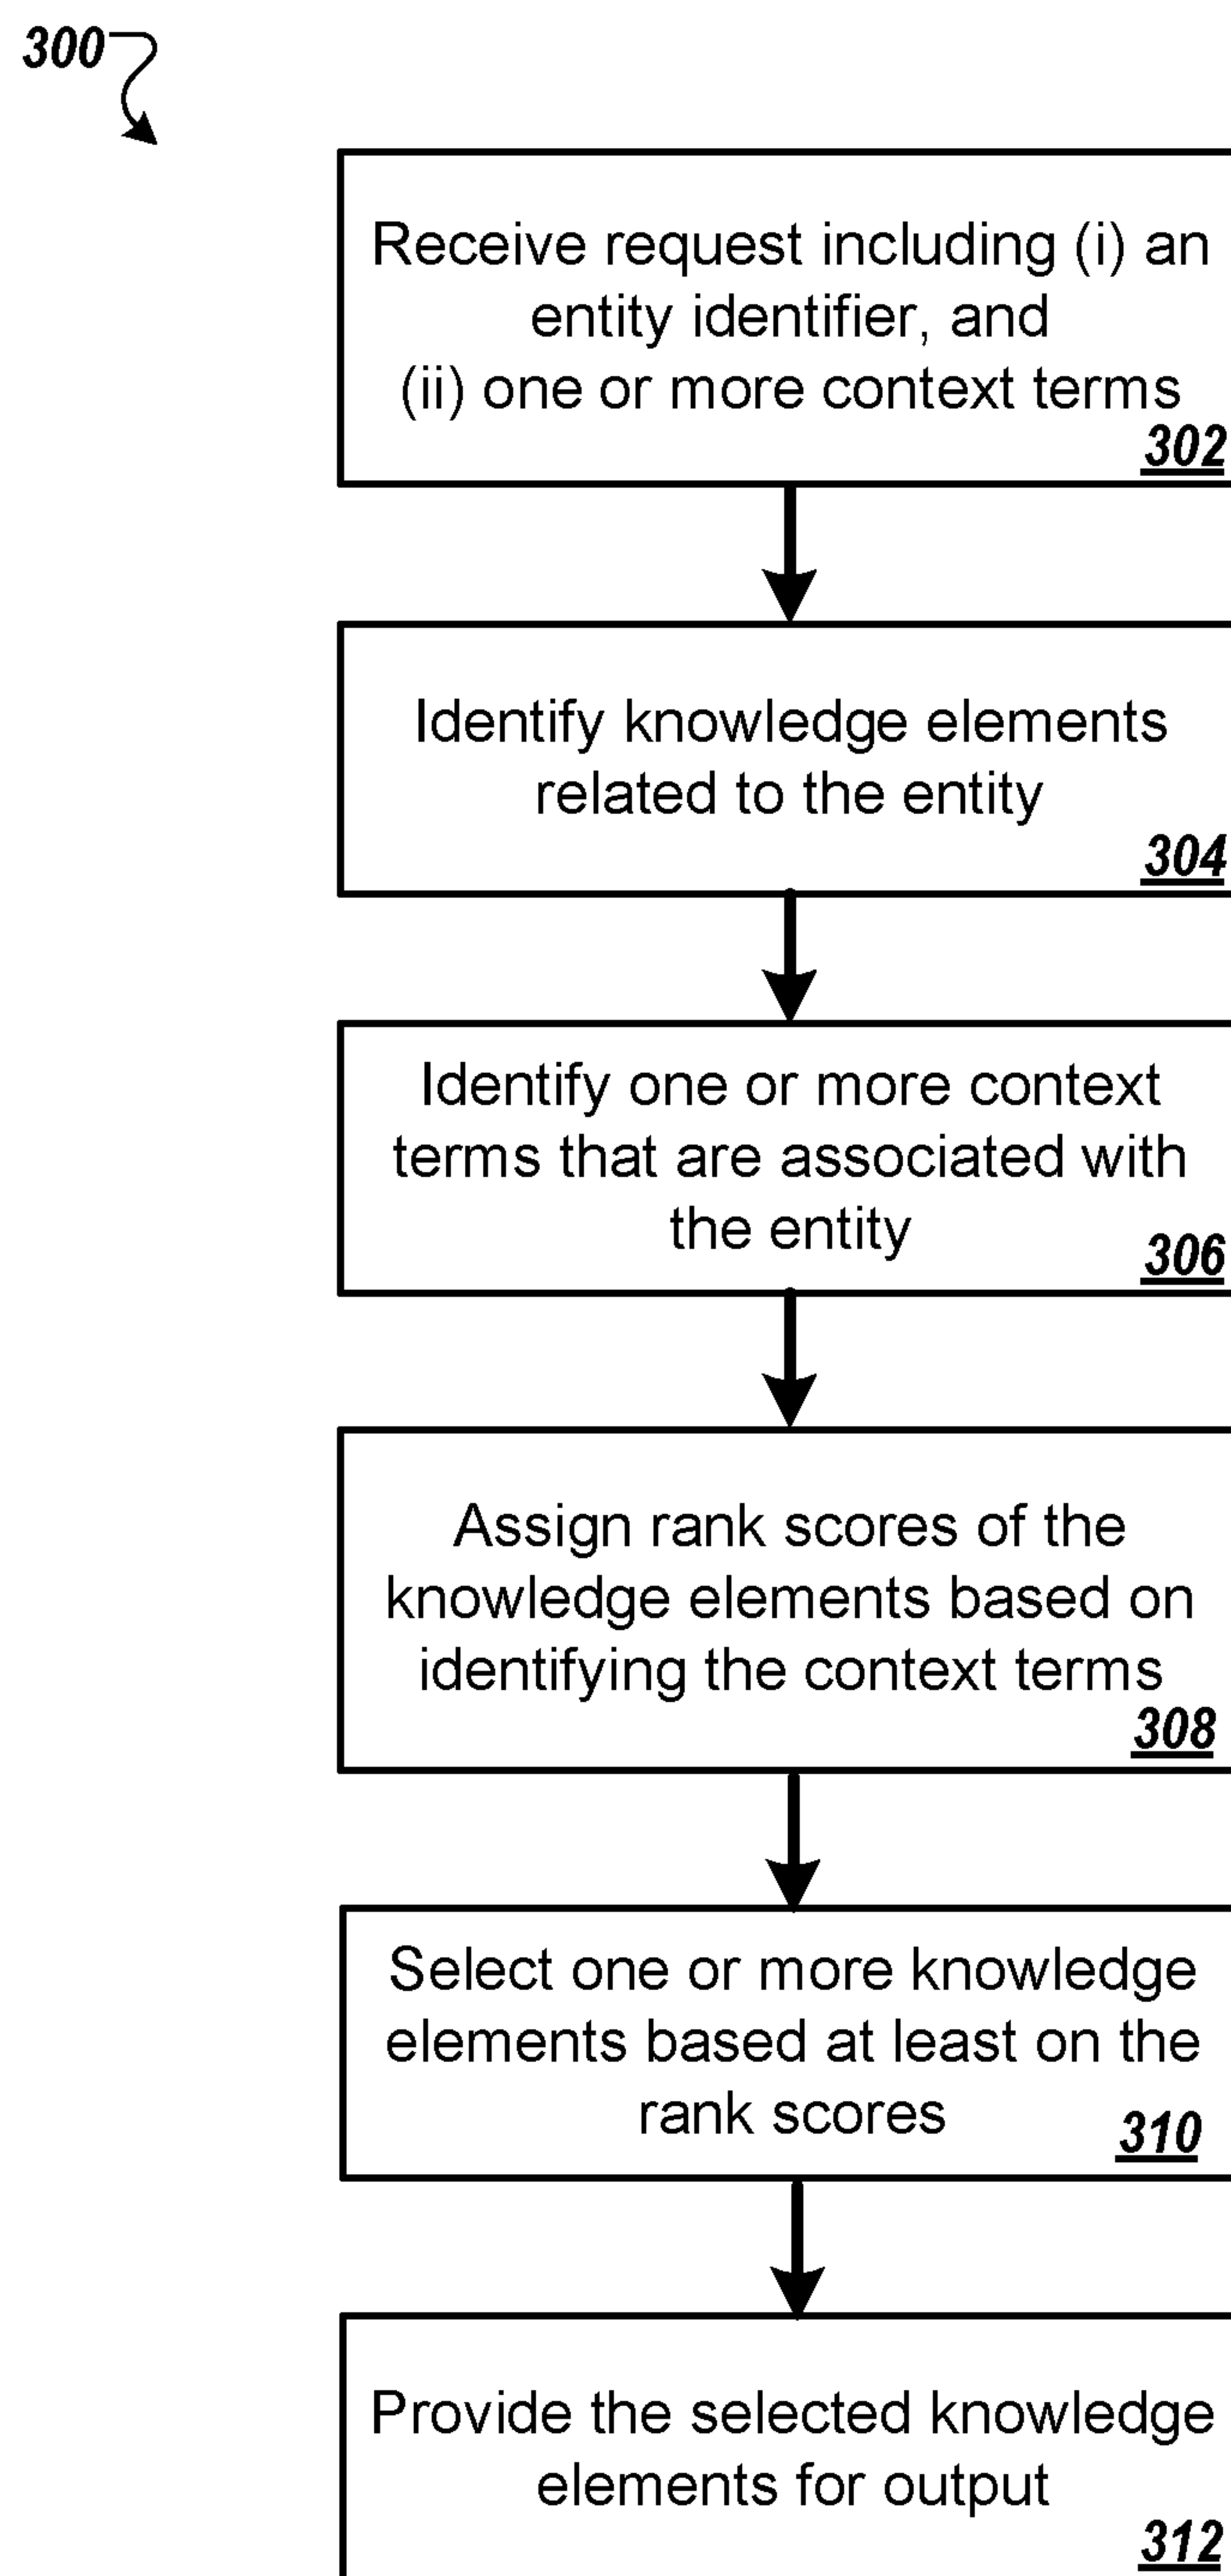 300
Receive request including (i) an
entity identifier, and
(ii) one or more context terms
302
Identify knowledge elements
related to the entity
304
Identify one or more context
terms that are associated with
the entity
306
Assign rank scores of the
knowledge elements based on
identifying the context terms
308
Select one or more knowledge
elements based at least on the
rank scores
310
Provide the selected knowledge
elements for output
312